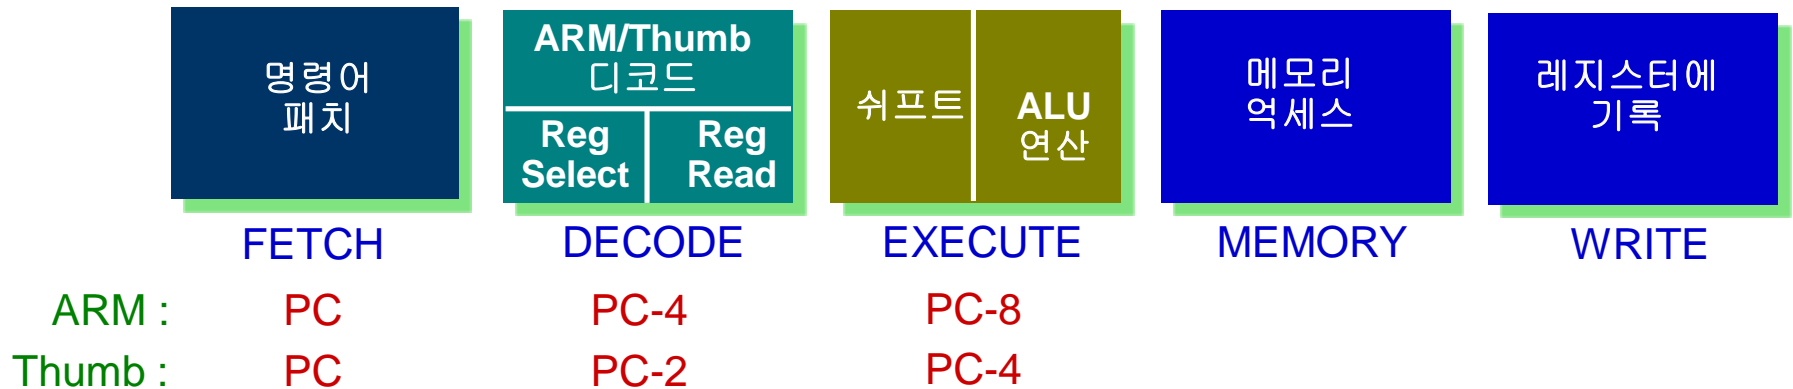 명령어
패치
ARM/Thumb
디코드
Reg
Select
Reg
Read
쉬프트
ALU
연산
메모리
억세스
레지스터에
기록
FETCH
DECODE
EXECUTE
MEMORY
WRITE
ARM : PC PC-4 PC-8
Thumb : PC PC-2 PC-4